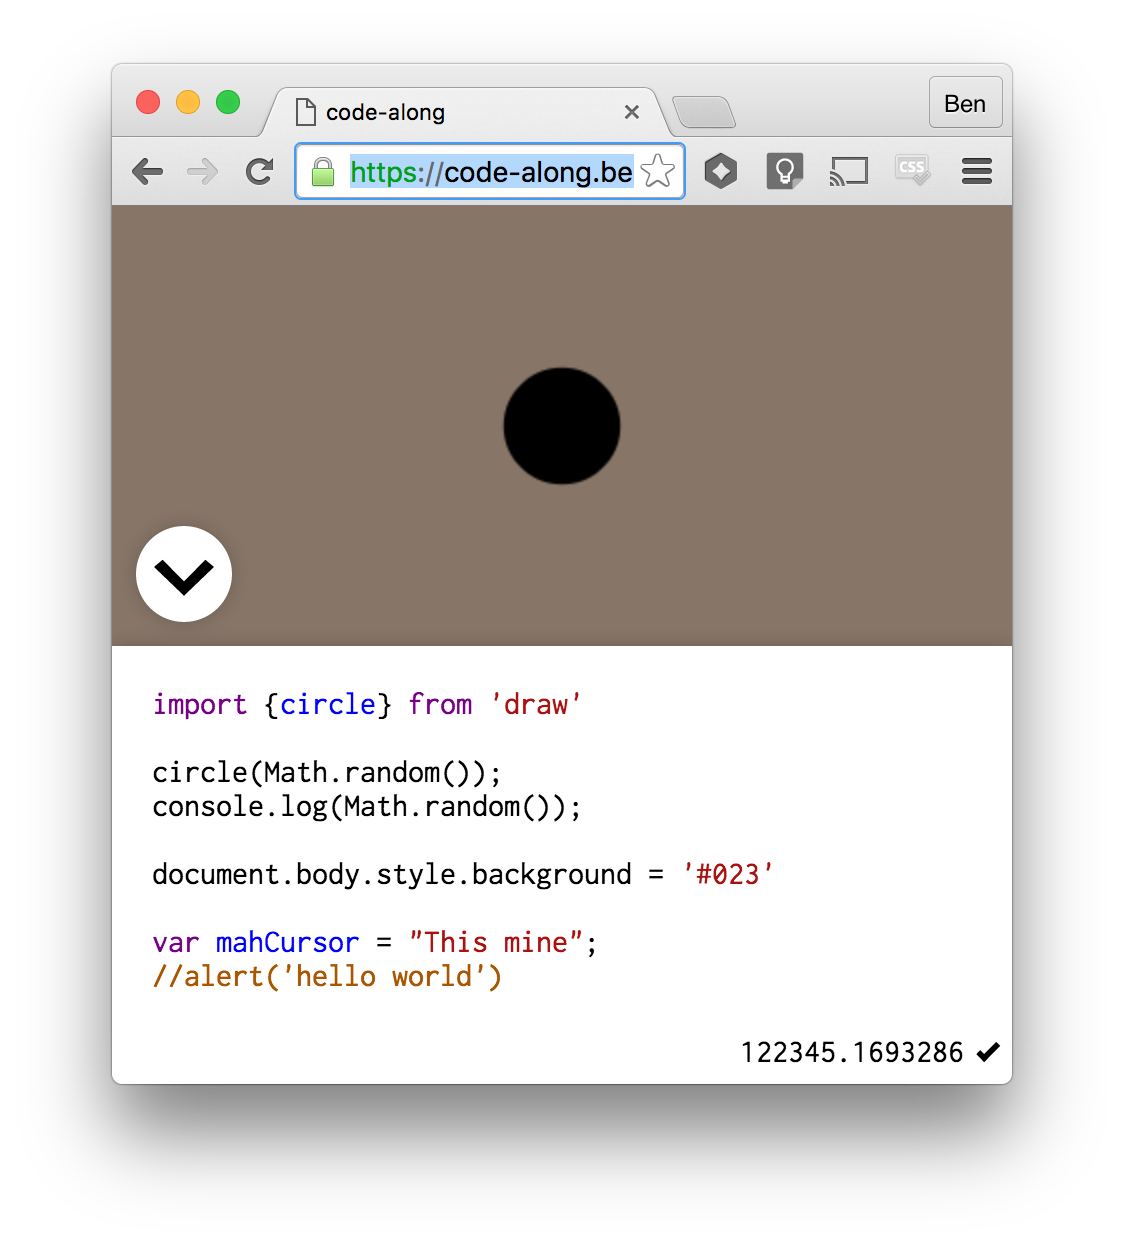 code-along
Ben
https://code-along.be
CSS
import {circle} from 'draw'
circle(Math.random());
console.log(Math.random());
document.body.style.background = '#023'
var mahCursor = "This mine";
//alert('hello world')
122345.1693286